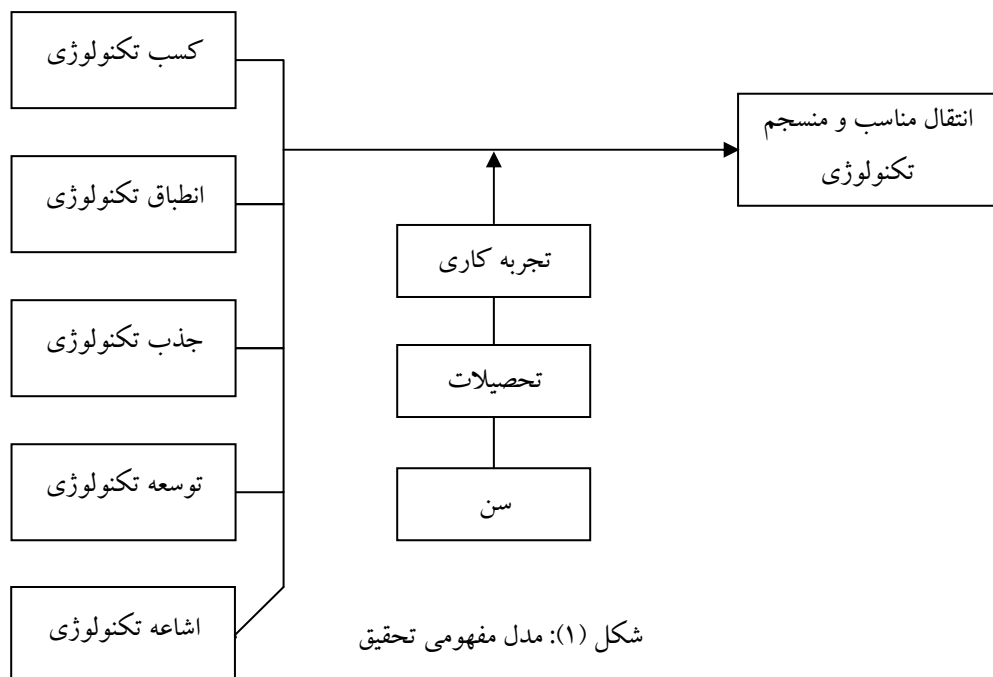 کسب تکنولوژی
انطباق تکنولوژی
جذب تکنولوژی
توسعه تکنولوژی
اشاعه تکنولوژی
انتقال مناسب و منسجم
تکنولوژی
تجربه کاری
تحصیلات
سن
شکل (۱): مدل مفهومی تحقیق